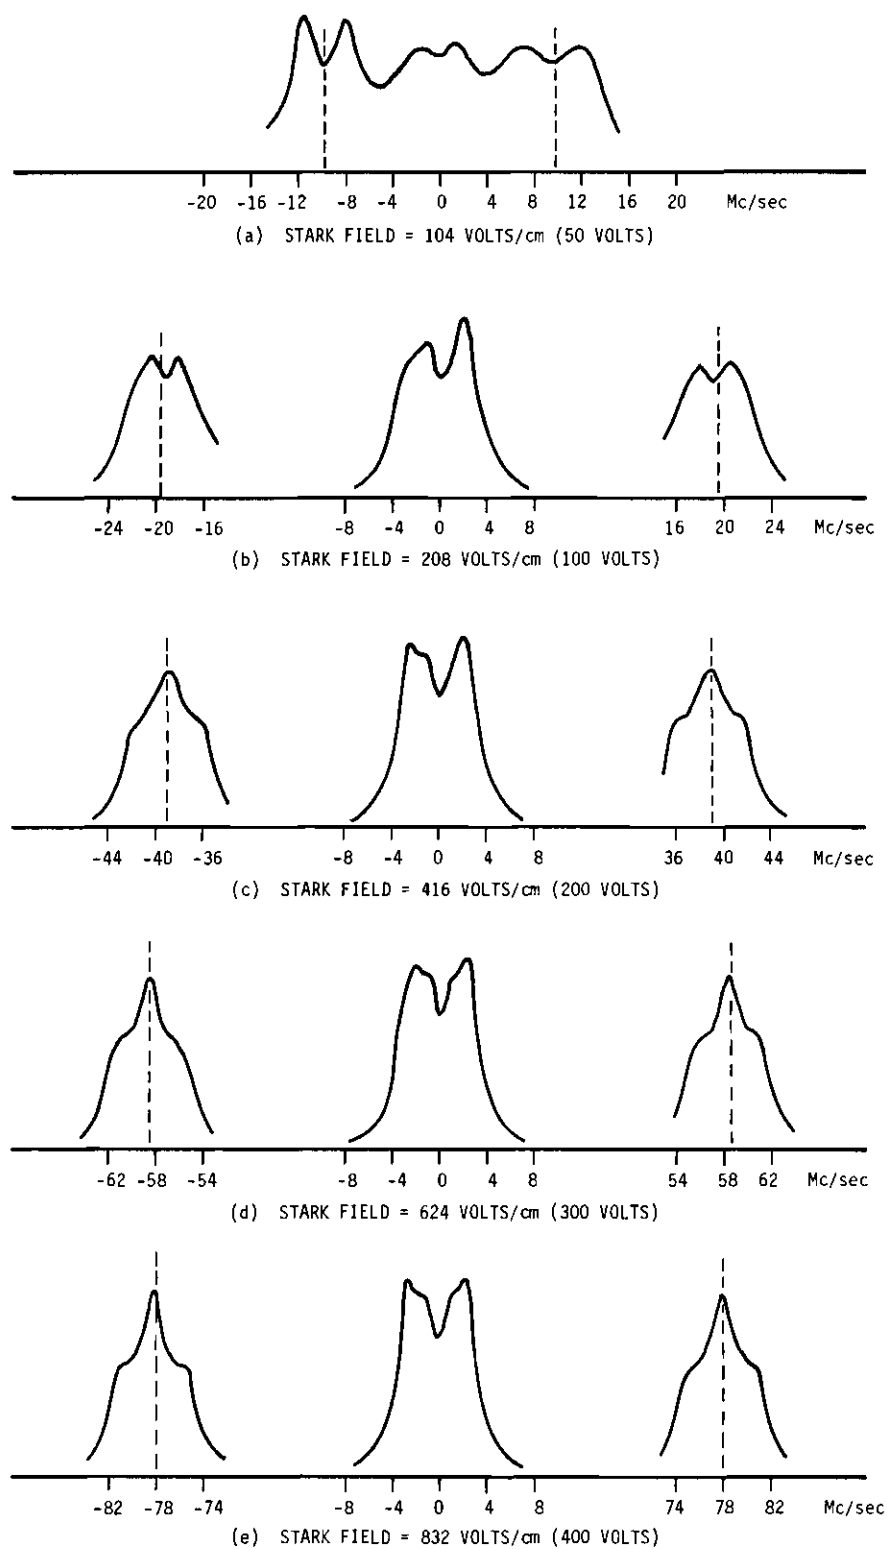 -20 -16 -12 -8 -4 0 4 8 12 16 20 Mc/sec
(a) STARK FIELD = 104 VOLTS/cm (50 VOLTS)
-24 -20 -16 -8 -4 0 4 8 16 20 24 Mc/sec
(b) STARK FIELD = 208 VOLTS/cm (100 VOLTS)
-44 -40 -36 -8 -4 0 4 8 36 40 44 Mc/sec
(c) STARK FIELD = 416 VOLTS/cm (200 VOLTS)
-62 -58 -54 -8 -4 0 4 8 54 58 62 Mc/sec
(d) STARK FIELD = 624 VOLTS/cm (300 VOLTS)
-82 -78 -74 -8 -4 0 4 8 74 78 82 Mc/sec
(e) STARK FIELD = 832 VOLTS/cm (400 VOLTS)